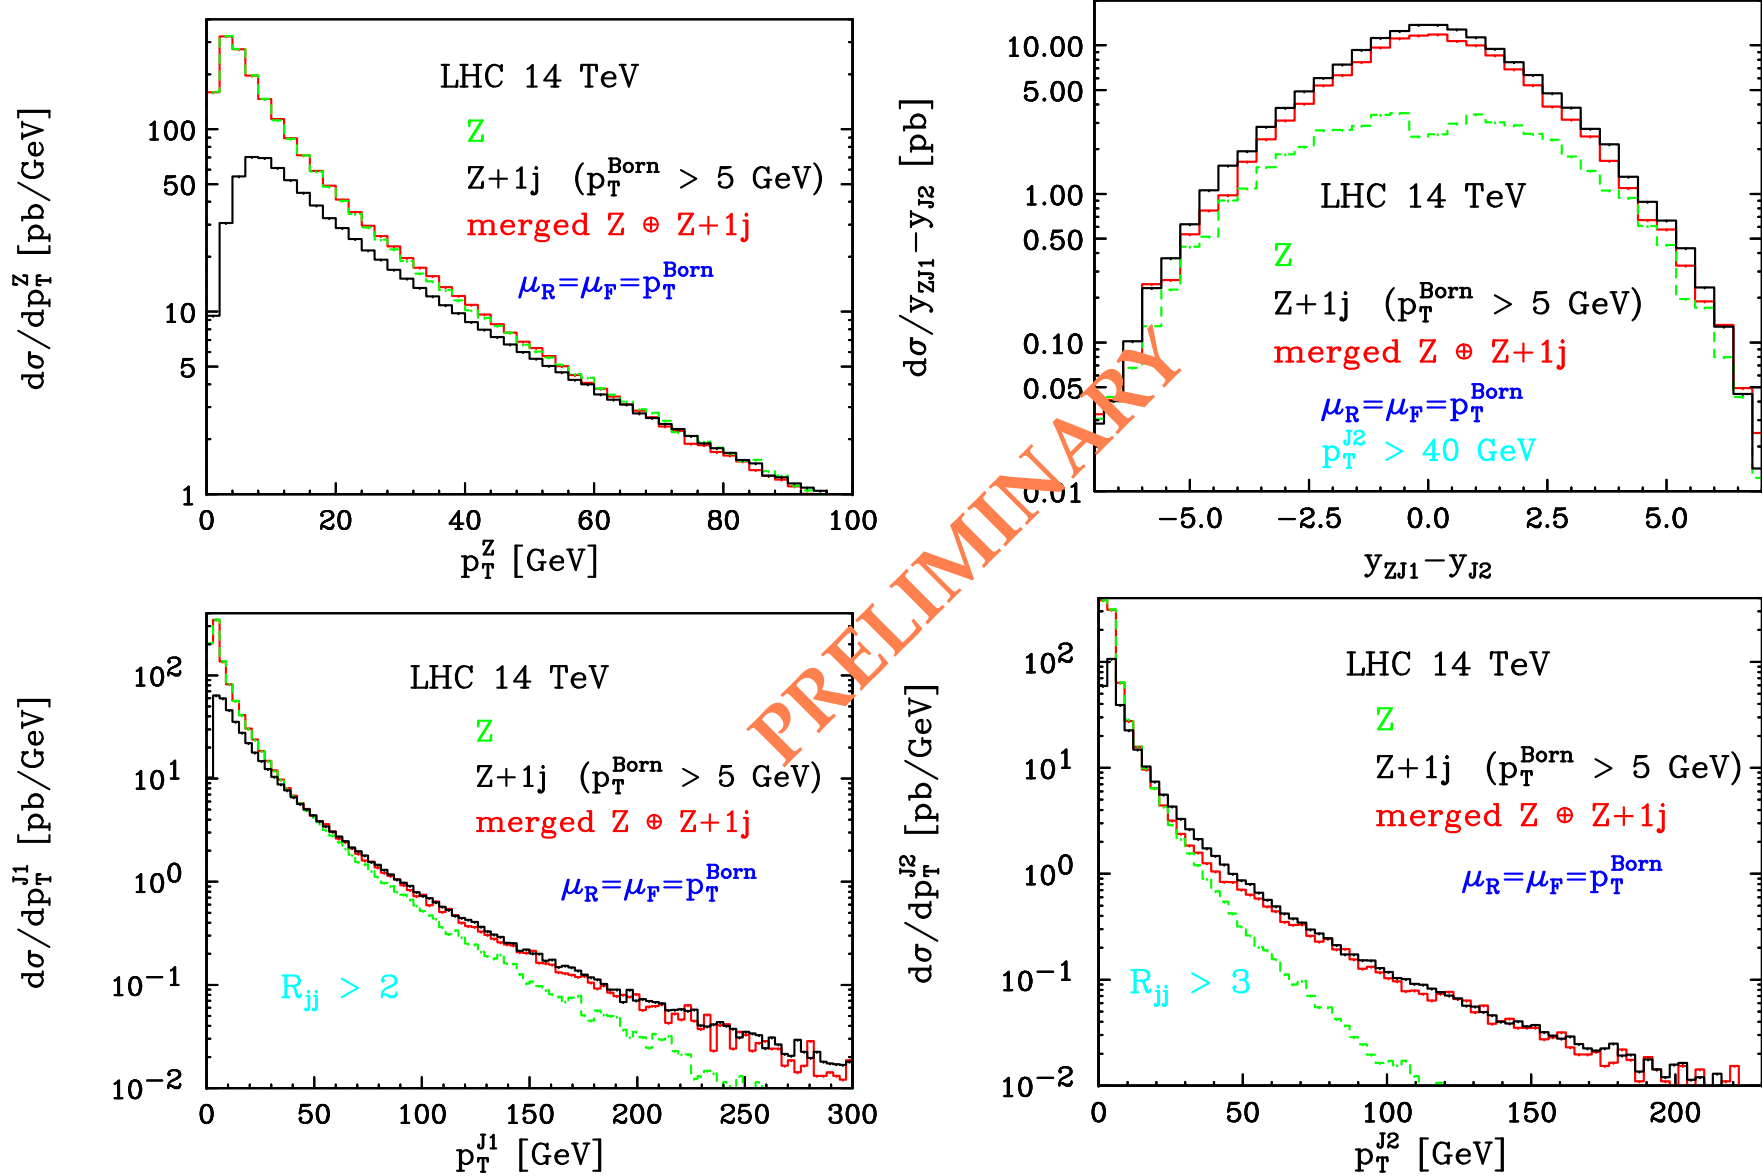 dσ/dp_T^Z [pb/GeV]
100
50
10
5
1
LHC 14 TeV
Z
Z+1j (p_T^Born > 5 GeV)
merged Z ⊕ Z+1j
μ_R=μ_F=p_T^Born
0 20 40 60 80 100
p_T^Z [GeV]
dσ/y_ZJ1−y_J2 [pb]
10.00
5.00
1.00
0.50
0.10
0.05
0.01
LHC 14 TeV
Z
Z+1j (p_T^Born > 5 GeV)
merged Z ⊕ Z+1j
μ_R=μ_F=p_T^Born
p_T^J2 > 40 GeV
−5.0 −2.5 0.0 2.5 5.0
y_ZJ1−y_J2
PRELIMINARY
dσ/dp_T^J1 [pb/GeV]
10^2
10^1
10^0
10^−1
10^−2
LHC 14 TeV
Z
Z+1j (p_T^Born > 5 GeV)
merged Z ⊕ Z+1j
μ_R=μ_F=p_T^Born
R_jj > 2
0 50 100 150 200 250 300
p_T^J1 [GeV]
dσ/dp_T^J2 [pb/GeV]
10^2
10^1
10^0
10^−1
10^−2
LHC 14 TeV
Z
Z+1j (p_T^Born > 5 GeV)
merged Z ⊕ Z+1j
μ_R=μ_F=p_T^Born
R_jj > 3
0 50 100 150 200
p_T^J2 [GeV]